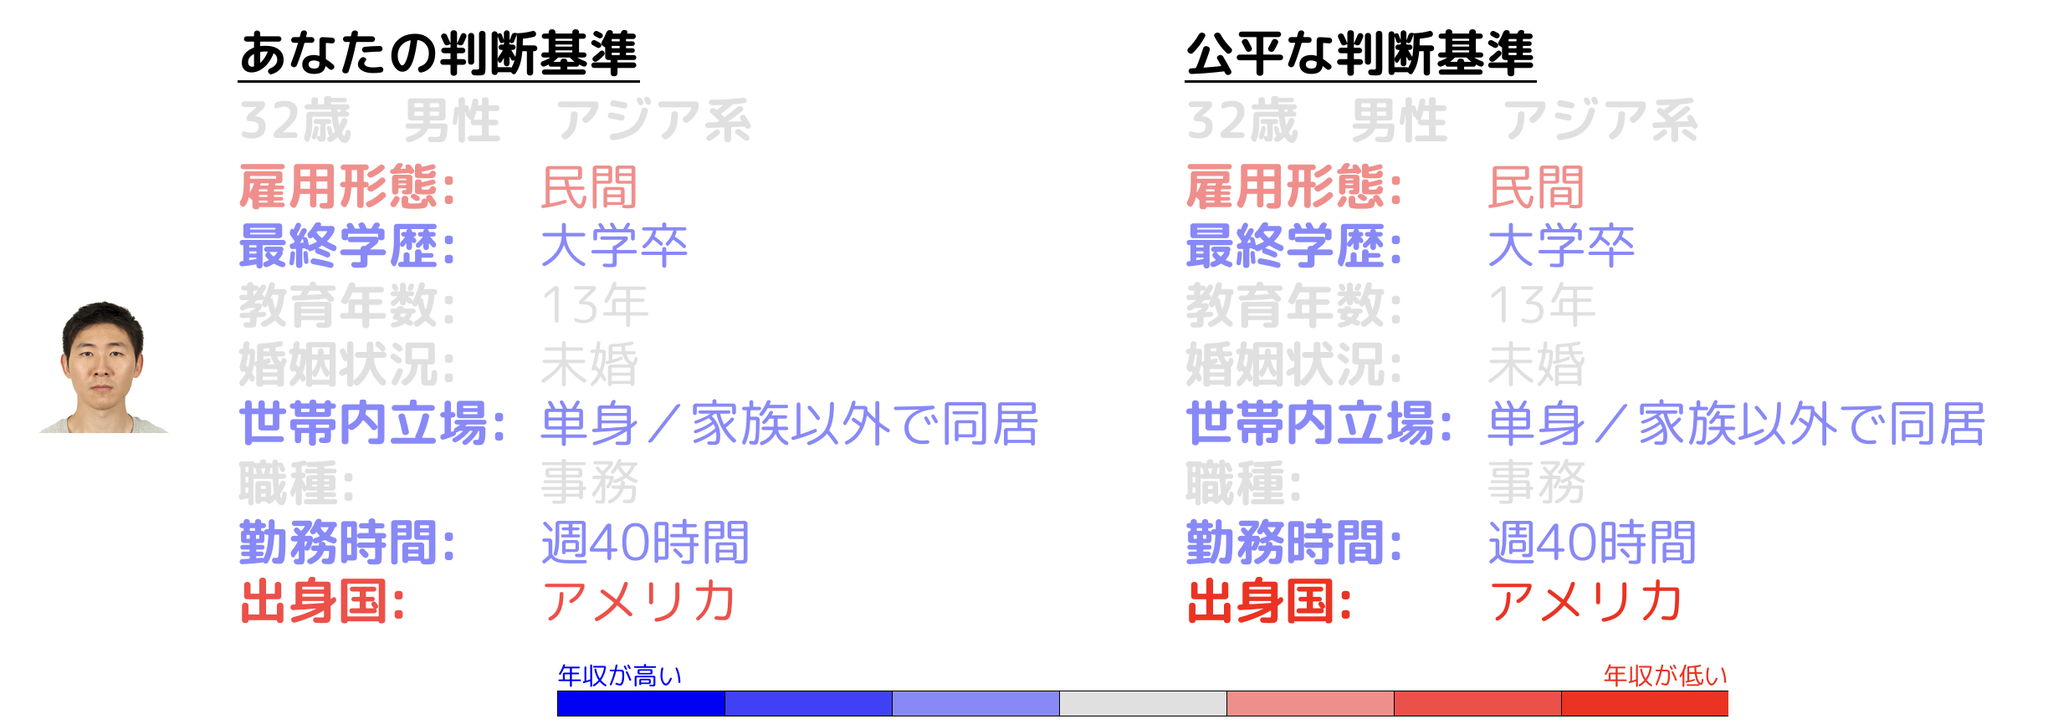 あなたの判断基準
32歳 男性 アジア系
雇用形態: 民間
最終学歴: 大学卒
教育年数: 13年
婚姻状況: 未婚
世帯内立場: 単身／家族以外で同居
職種: 事務
勤務時間: 週40時間
出身国: アメリカ
公平な判断基準
32歳 男性 アジア系
雇用形態: 民間
最終学歴: 大学卒
教育年数: 13年
婚姻状況: 未婚
世帯内立場: 単身／家族以外で同居
職種: 事務
勤務時間: 週40時間
出身国: アメリカ
年収が高い
年収が低い